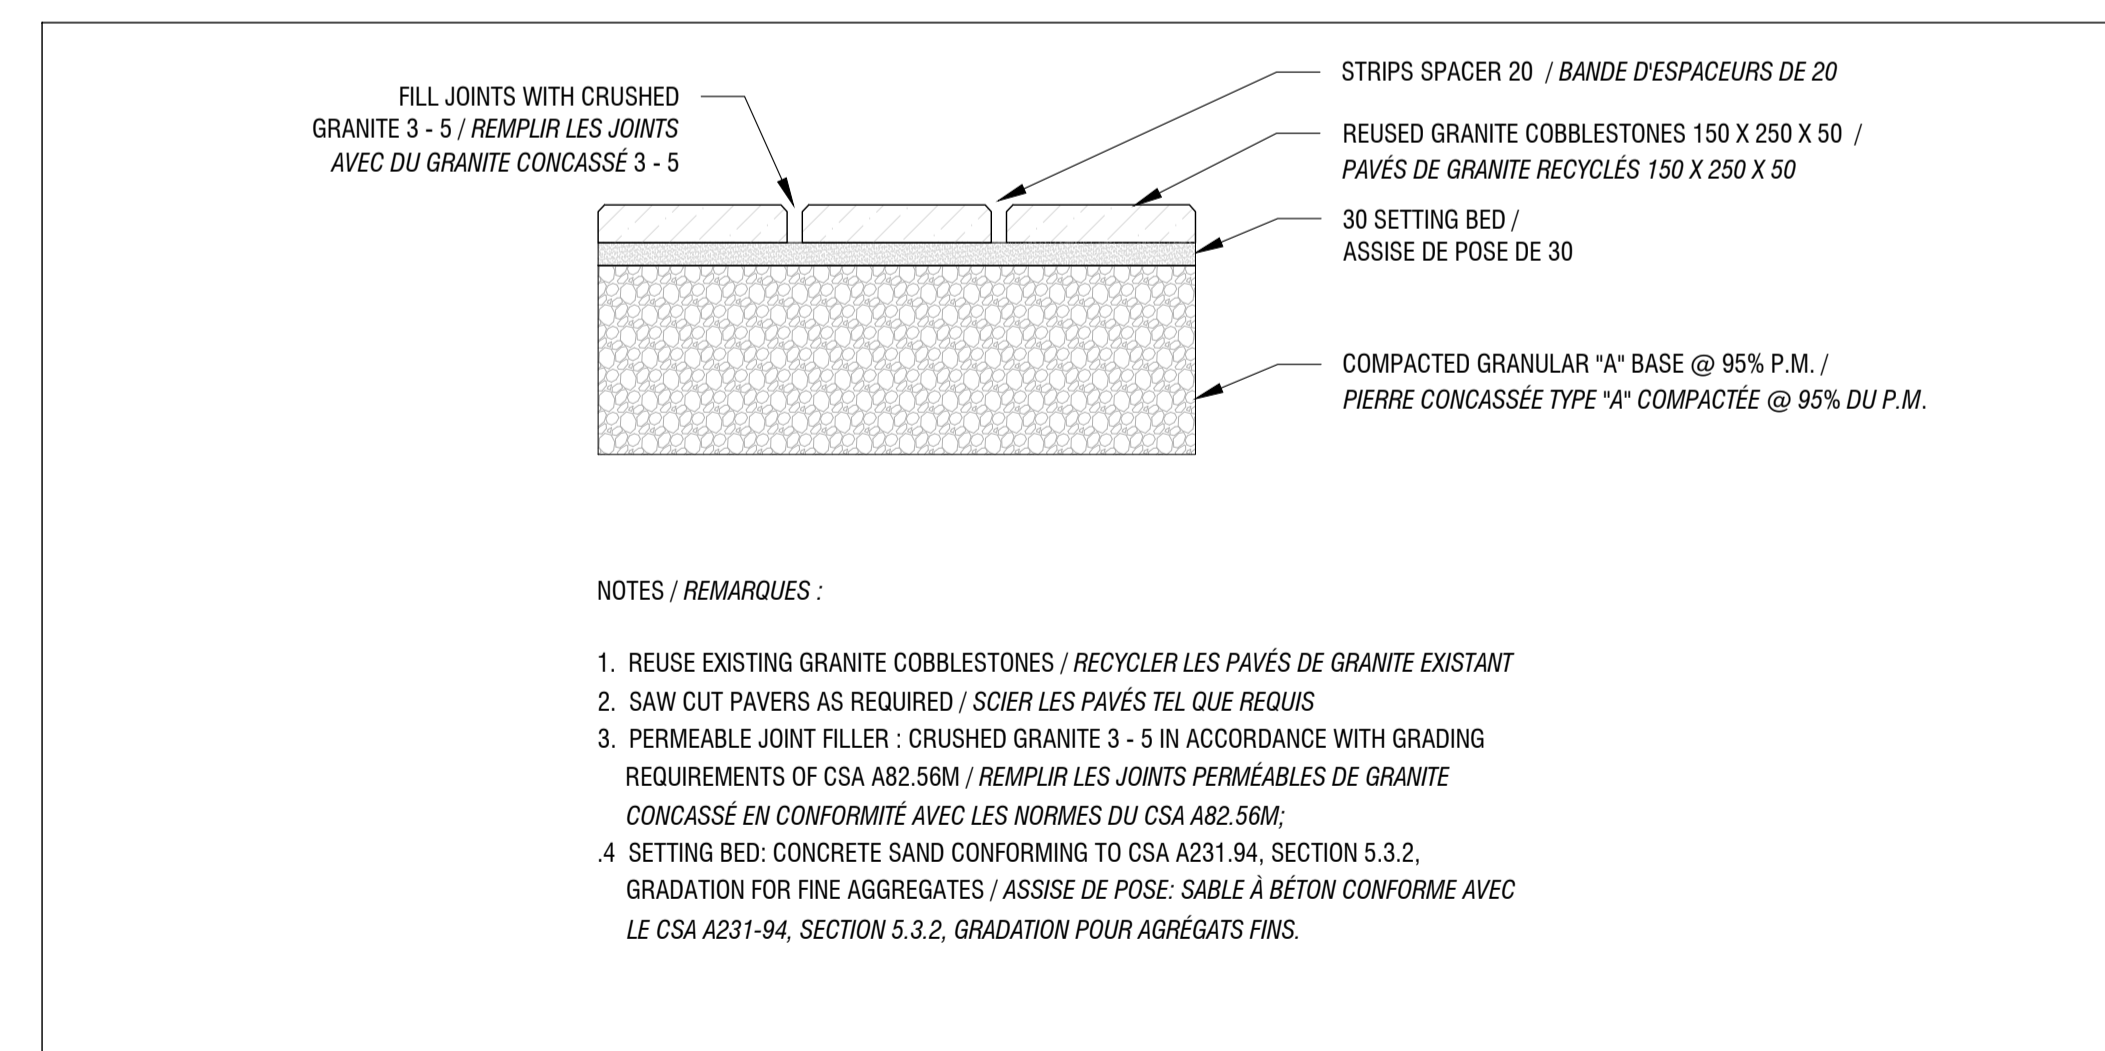 FILL JOINTS WITH CRUSHED
GRANITE 3 - 5 / REMPLIR LES JOINTS
AVEC DU GRANITE CONCASSÉ 3 - 5
STRIPS SPACER 20 / BANDE D'ESPACEURS DE 20
REUSED GRANITE COBBLESTONES 150 X 250 X 50 /
PAVÉS DE GRANITE RECYCLÉS 150 X 250 X 50
30 SETTING BED /
ASSISE DE POSE DE 30
COMPACTED GRANULAR "A" BASE @ 95% P.M. /
PIERRE CONCASSÉE TYPE "A" COMPACTÉE @ 95% DU P.M.
NOTES / REMARQUES :
1. REUSE EXISTING GRANITE COBBLESTONES / RECYCLER LES PAVÉS DE GRANITE EXISTANT
2. SAW CUT PAVERS AS REQUIRED / SCIER LES PAVÉS TEL QUE REQUIS
3. PERMEABLE JOINT FILLER : CRUSHED GRANITE 3 - 5 IN ACCORDANCE WITH GRADING
REQUIREMENTS OF CSA A82.56M / REMPLIR LES JOINTS PERMÉABLES DE GRANITE
CONCASSÉ EN CONFORMITÉ AVEC LES NORMES DU CSA A82.56M;
.4 SETTING BED: CONCRETE SAND CONFORMING TO CSA A231.94, SECTION 5.3.2,
GRADATION FOR FINE AGGREGATES / ASSISE DE POSE: SABLE À BÉTON CONFORME AVEC
LE CSA A231-94, SECTION 5.3.2, GRADATION POUR AGRÉGATS FINS.